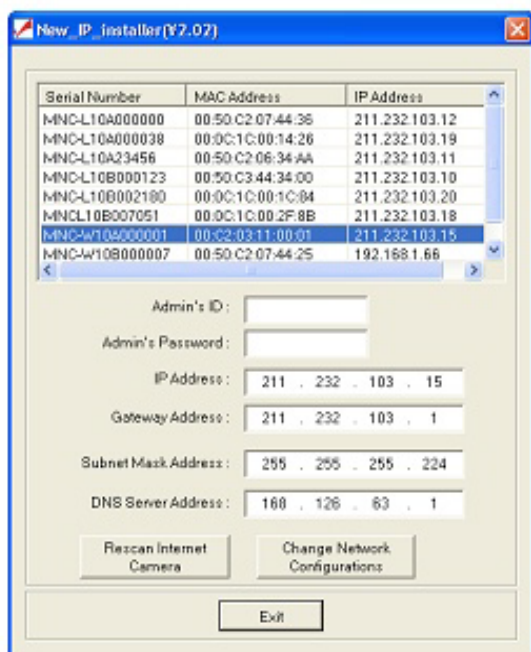 New_IP_installer(V2.02)
Serial Number MAC Address IP Address
MNC-L10A000000 00:50:C2:07:44:36 211.232.103.12
MNC-L10A000038 00:0C:1C:00:14:26 211.232.103.19
MNC-L10A23456 00:50:C2:06:34:AA 211.232.103.11
MNC-L10B000123 00:50:C3:44:34:00 211.232.103.10
MNC-L10B002180 00:0C:1C:00:1C:84 211.232.103.20
MNCL10B007051 00:0C:1C:00:2F:8B 211.232.103.18
MNC-W10A000001 00:C2:03:11:00:01 211.232.103.15
MNC-W10B000007 00:50:C2:07:44:25 192.168.1.66
Admin's ID :
Admin's Password :
IP Address : 211 . 232 . 103 . 15
Gateway Address : 211 . 232 . 103 . 1
Subnet Mask Address : 255 . 255 . 255 . 224
DNS Server Address : 168 . 126 . 63 . 1
Rescan Internet Camera
Change Network Configurations
Exit